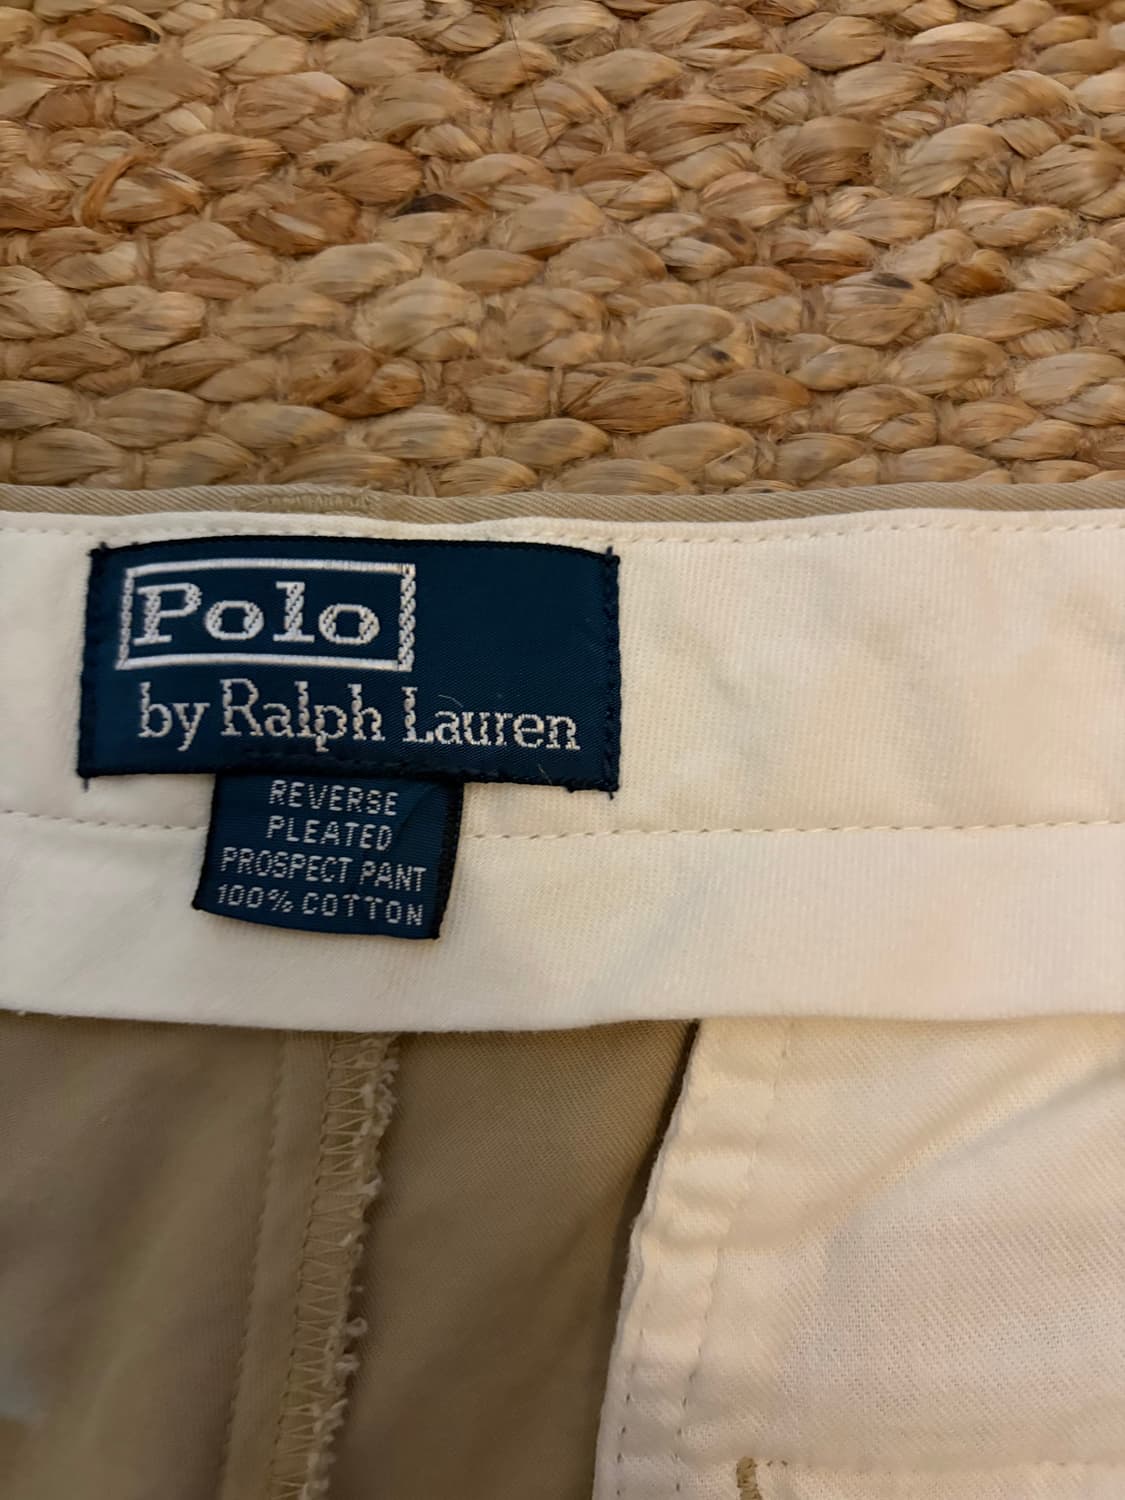 Polo
by Ralph Lauren
REVERSE
PLEATED
PROSPECT PANT
100% COTTON